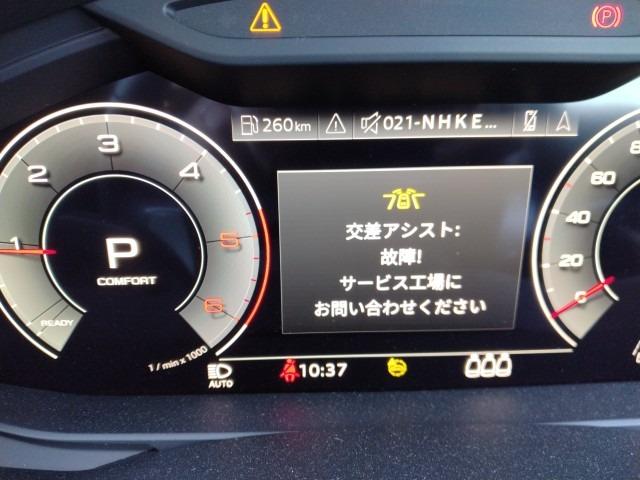 P
260km
021-NHK E...
1
2
3
4
5
6
P
COMFORT
READY
1/min x 1000
交差アシスト:
故障!
サービス工場に
お問い合わせください
80
60
40
20
0
AUTO
10:37